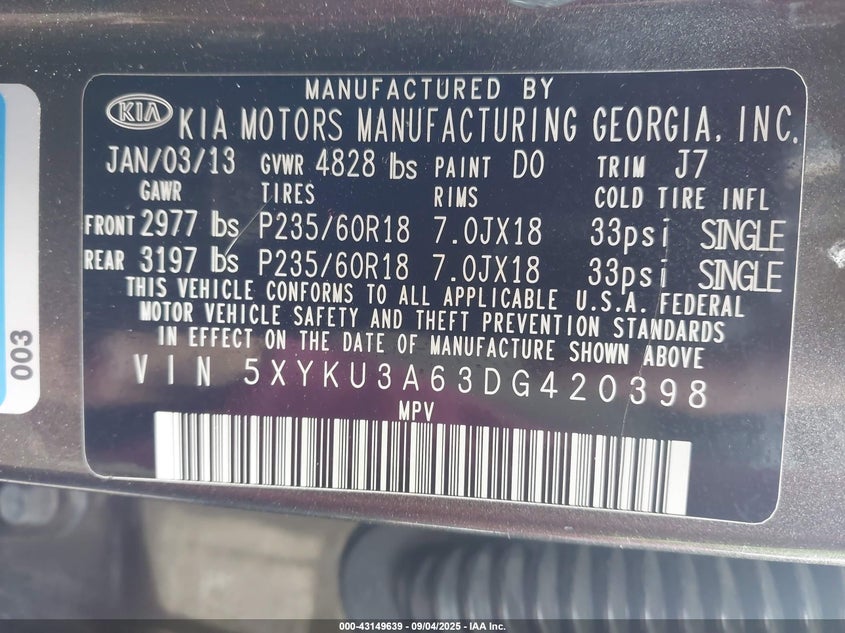 MANUFACTURED BY
KIA KIA MOTORS MANUFACTURING GEORGIA, INC.
JAN/03/13 GVWR 4828 lbs PAINT D0 TRIM J7
GAWR TIRES RIMS COLD TIRE INFL
FRONT 2977 lbs P235/60R18 7.0JX18 33psi SINGLE
REAR 3197 lbs P235/60R18 7.0JX18 33psi SINGLE
THIS VEHICLE CONFORMS TO ALL APPLICABLE U.S.A. FEDERAL
MOTOR VEHICLE SAFETY AND THEFT PREVENTION STANDARDS
IN EFFECT ON THE DATE OF MANUFACTURE SHOWN ABOVE
VIN 5XYKU3A63DG420398
MPV
003
000-43149639 - 09/04/2025 - IAA Inc.